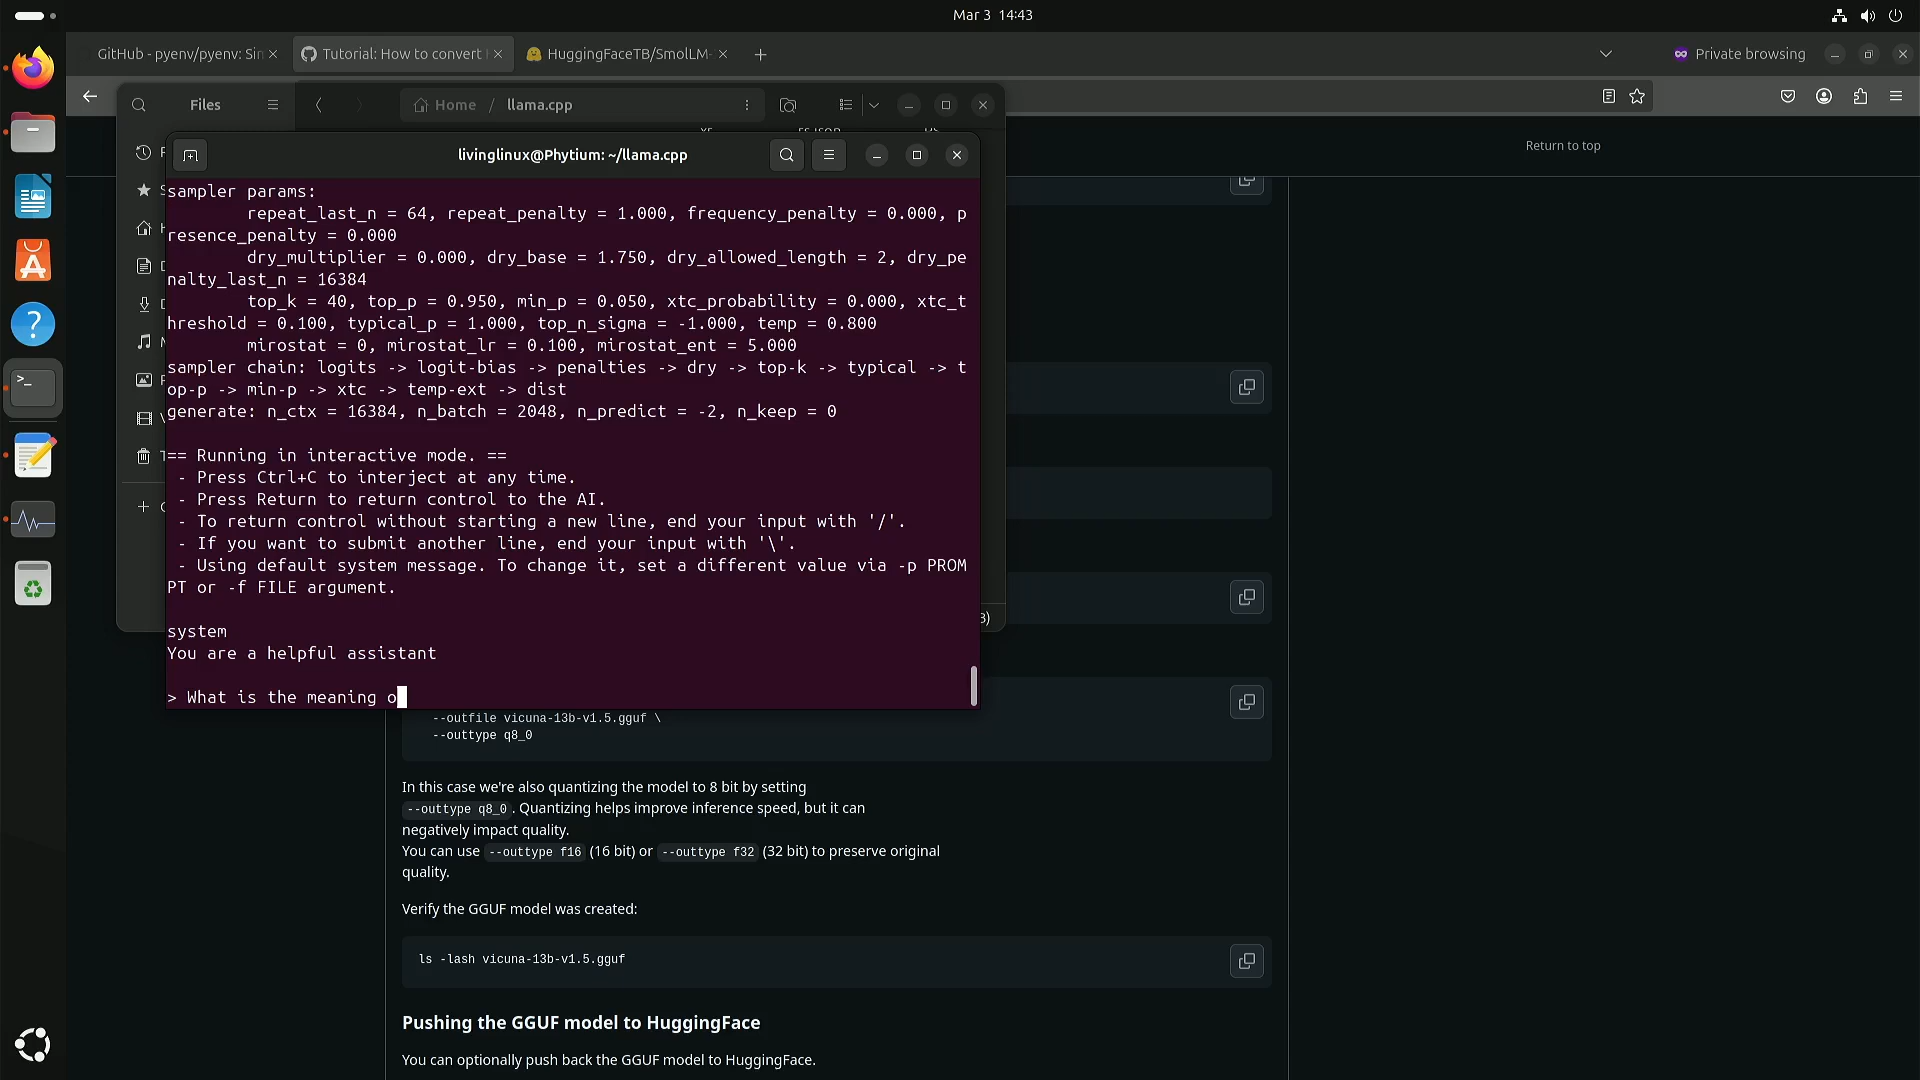 Mar 3 14:43
GitHub - pyenv/pyenv: Sim
Tutorial: How to convert
HuggingFaceTB/SmolLM-
Private browsing
Files
Home / llama.cpp
Return to top
livinglinux@Phytium: ~/llama.cpp
sampler params:
repeat_last_n = 64, repeat_penalty = 1.000, frequency_penalty = 0.000, p
resence_penalty = 0.000
dry_multiplier = 0.000, dry_base = 1.750, dry_allowed_length = 2, dry_pe
nalty_last_n = 16384
top_k = 40, top_p = 0.950, min_p = 0.050, xtc_probability = 0.000, xtc_t
hreshold = 0.100, typical_p = 1.000, top_n_sigma = -1.000, temp = 0.800
mirostat = 0, mirostat_lr = 0.100, mirostat_ent = 5.000
sampler chain: logits -> logit-bias -> penalties -> dry -> top-k -> typical -> t
op-p -> min-p -> xtc -> temp-ext -> dist
generate: n_ctx = 16384, n_batch = 2048, n_predict = -2, n_keep = 0
== Running in interactive mode. ==
- Press Ctrl+C to interject at any time.
- Press Return to return control to the AI.
- To return control without starting a new line, end your input with '/'.
- If you want to submit another line, end your input with '\'.
- Using default system message. To change it, set a different value via -p PROM
PT or -f FILE argument.
system
You are a helpful assistant
> What is the meaning o
--outfile vicuna-13b-v1.5.gguf \
--outtype q8_0
In this case we're also quantizing the model to 8 bit by setting
--outtype q8_0. Quantizing helps improve inference speed, but it can
negatively impact quality.
You can use --outtype f16 (16 bit) or --outtype f32 (32 bit) to preserve original
quality.
Verify the GGUF model was created:
ls -lash vicuna-13b-v1.5.gguf
Pushing the GGUF model to HuggingFace
You can optionally push back the GGUF model to HuggingFace.